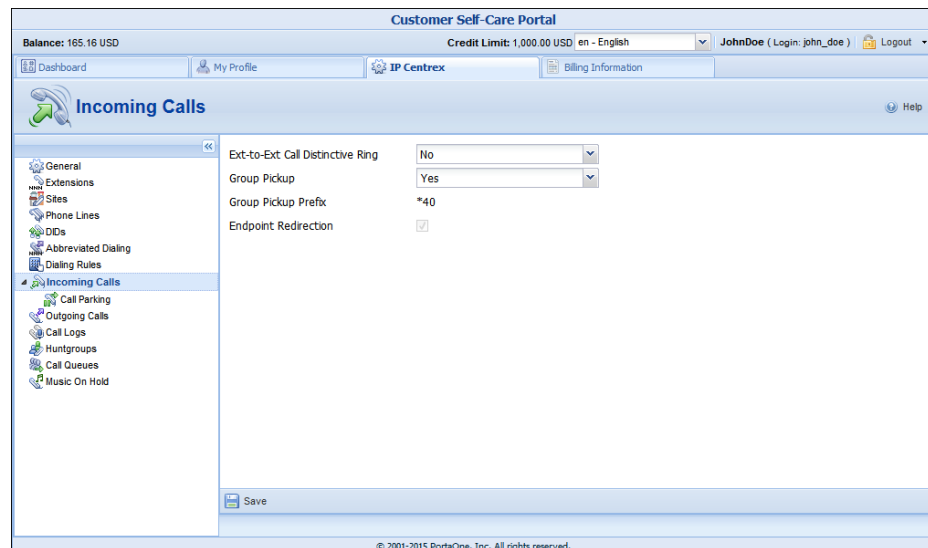 Customer Self-Care Portal
Balance: 165.16 USD Credit Limit: 1,000.00 USD en - English JohnDoe ( Login: john_doe ) Logout
Dashboard My Profile IP Centrex Billing Information
Incoming Calls Help
General
Extensions
Sites
Phone Lines
DIDs
Abbreviated Dialing
Dialing Rules
Incoming Calls
Call Parking
Outgoing Calls
Call Logs
Huntgroups
Call Queues
Music On Hold
Ext-to-Ext Call Distinctive Ring No
Group Pickup Yes
Group Pickup Prefix *40
Endpoint Redirection
Save
© 2001-2015 PortaOne, Inc. All rights reserved.